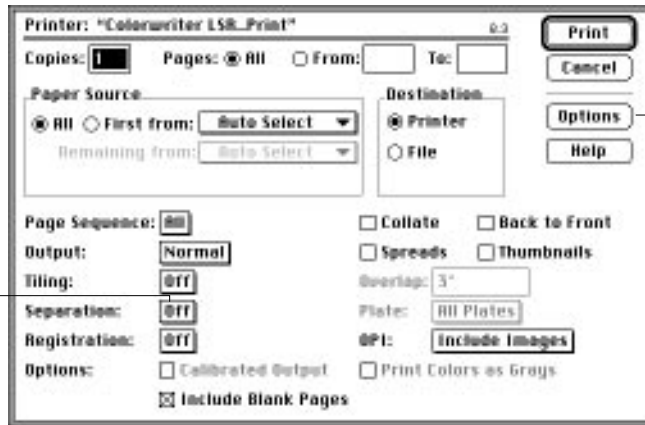 Printer: "Colorwriter LSR_Print" 8.3
Print
Copies: 1 Pages: All From: To:
Cancel
Paper Source
Destination
All First from: Auto Select
Printer
Options
Remaining from: Auto Select
File
Help
Page Sequence: All
Collate Back to Front
Output: Normal
Spreads Thumbnails
Tiling: Off
Overlap: 3"
Separation: Off
Plate: All Plates
Registration: Off
OPI: Include Images
Options: Calibrated Output
Print Colors as Grays
Include Blank Pages